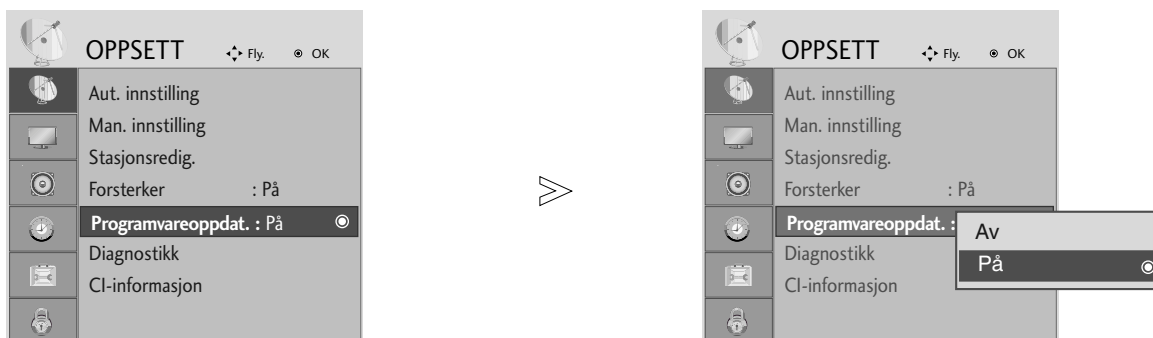 OPPSETT Fly. OK
Aut. innstilling
Man. innstilling
Stasjonsredig.
Forsterker : På
Programvareoppdat. : På
Diagnostikk
CI-informasjon
OPPSETT Fly. OK
Aut. innstilling
Man. innstilling
Stasjonsredig.
Forsterker : På
Programvareoppdat. :
Diagnostikk
CI-informasjon
Av
På